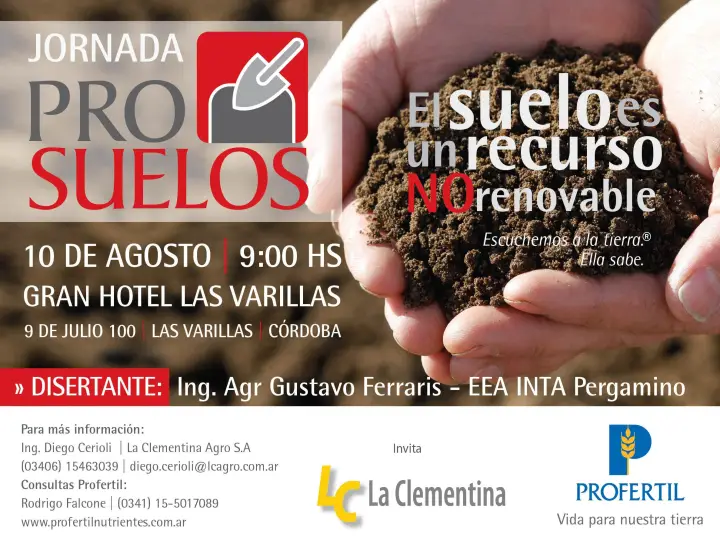 JORNADA
PRO
SUELOS
El suelo es
un recurso
NO renovable
Escuchemos a la tierra.®
Ella sabe.
10 DE AGOSTO | 9:00 HS
GRAN HOTEL LAS VARILLAS
9 DE JULIO 100 | LAS VARILLAS | CÓRDOBA
» DISERTANTE: Ing. Agr Gustavo Ferraris - EEA INTA Pergamino
Para más información:
Ing. Diego Cerioli | La Clementina Agro S.A
(03406) 15463039 | diego.cerioli@lcagro.com.ar
Consultas Profertil:
Rodrigo Falcone | (0341) 15-5017089
www.profertilnutrientes.com.ar
Invita
LC La Clementina
P
PROFERTIL
Vida para nuestra tierra